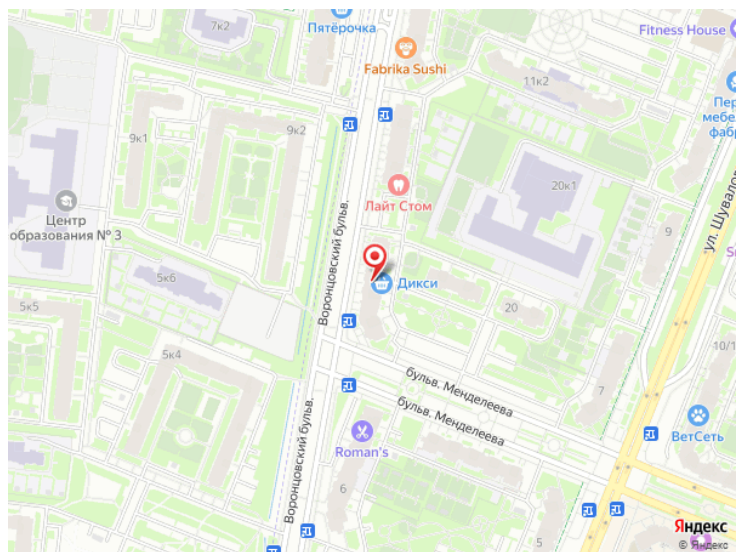 7к2
Пятёрочка
Fitness House
Fabrika Sushi
11к2
Пер
мебел
фабр
9к1
9к2
20к1
Лайт Стом
Центр
образования № 3
Воронцовский бульв.
ул. Шувалов
9
5к6
Дикси
5к5
20
5к4
10/1
7
бульв. Менделеева
бульв. Менделеева
ВетСеть
Roman's
Воронцовский бульв.
6
5
Яндекс
© Яндекс